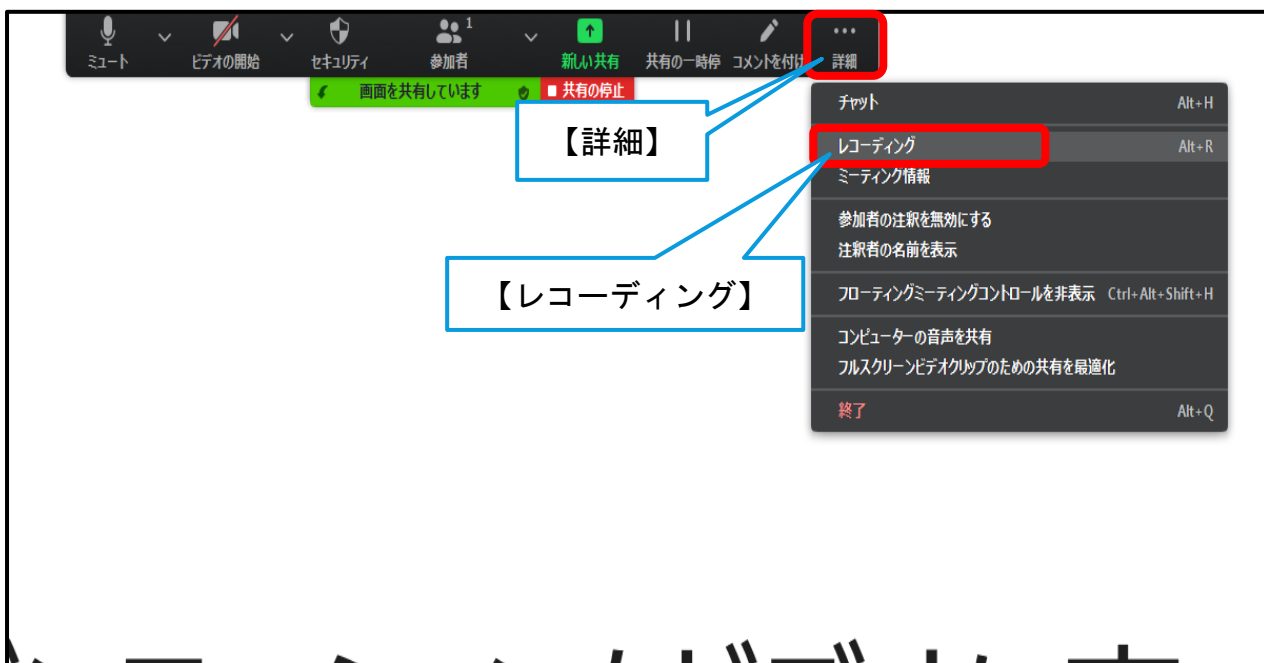 1
ミュート ビデオの開始 セキュリティ 参加者 新しい共有 共有の一時停 コメントを付け 詳細
画面を共有しています 共有の停止
【詳細】
【レコーディング】
チャット Alt+H
レコーディング Alt+R
ミーティング情報
参加者の注釈を無効にする
注釈者の名前を表示
フローティングミーティングコントロールを非表示 Ctrl+Alt+Shift+H
コンピューターの音声を共有
フルスクリーンビデオクリップのための共有を最適化
終了 Alt+Q